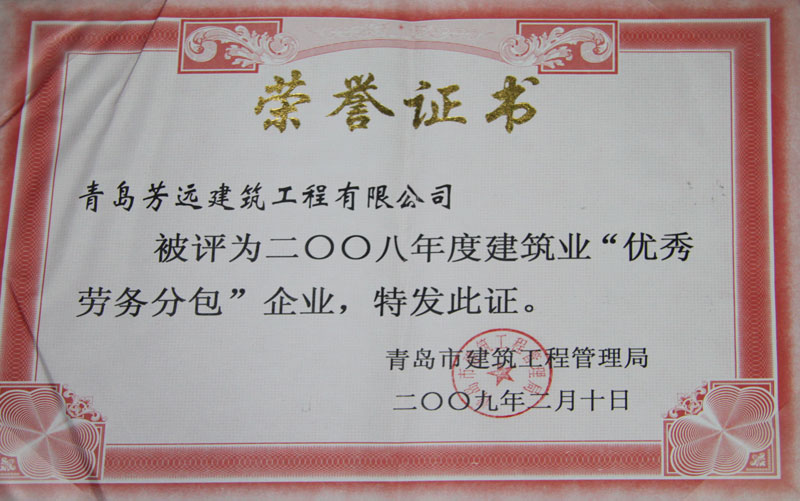 荣誉证书
青岛芳远建筑工程有限公司
被评为二〇〇八年度建筑业“优秀
劳务分包”企业，特发此证。
青岛市建筑工程管理局
二〇〇九年二月十日